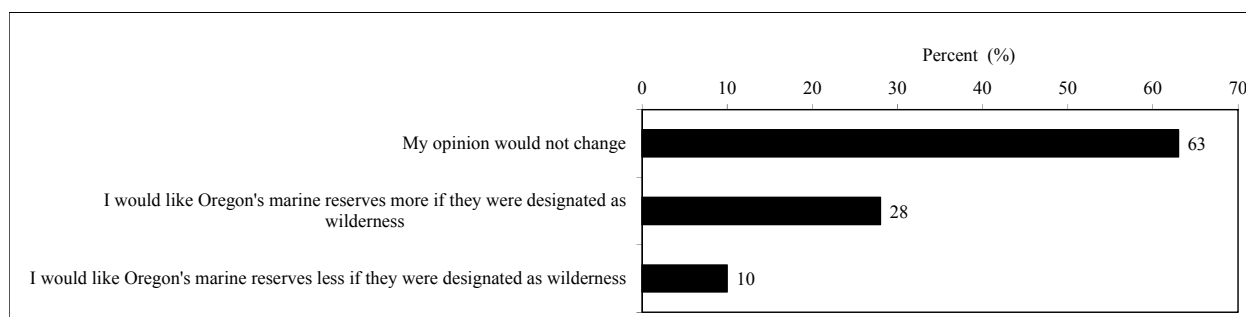 Percent (%)
0 10 20 30 40 50 60 70
My opinion would not change 63
I would like Oregon's marine reserves more if they were designated as
wilderness 28
I would like Oregon's marine reserves less if they were designated as wilderness 10